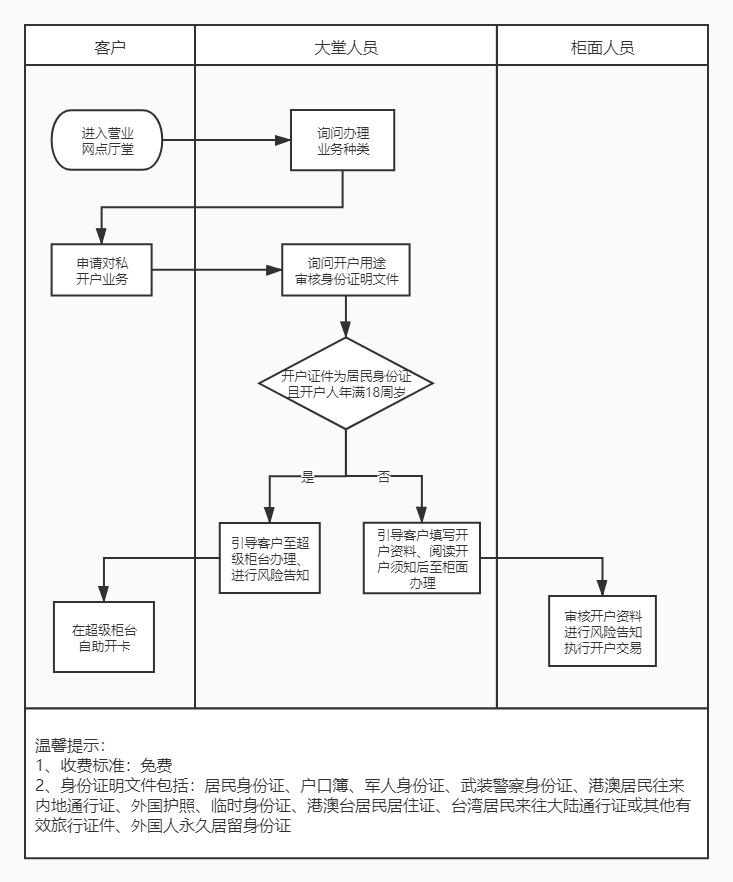 客户
大堂人员
柜面人员
进入营业
网点厅堂
询问办理
业务种类
申请对私
开户业务
询问开户用途
审核身份证明文件
开户证件为居民身份证
且开户人年满18周岁
是
否
引导客户至超
级柜台办理、
进行风险告知
引导客户填写开
户资料、阅读开
户须知后至柜面
办理
在超级柜台
自助开卡
审核开户资料
进行风险告知
执行开户交易
温馨提示：
1、收费标准：免费
2、身份证明文件包括：居民身份证、户口簿、军人身份证、武装警察身份证、港澳居民往来
内地通行证、外国护照、临时身份证、港澳台居民居住证、台湾居民来往大陆通行证或其他有
效旅行证件、外国人永久居留身份证